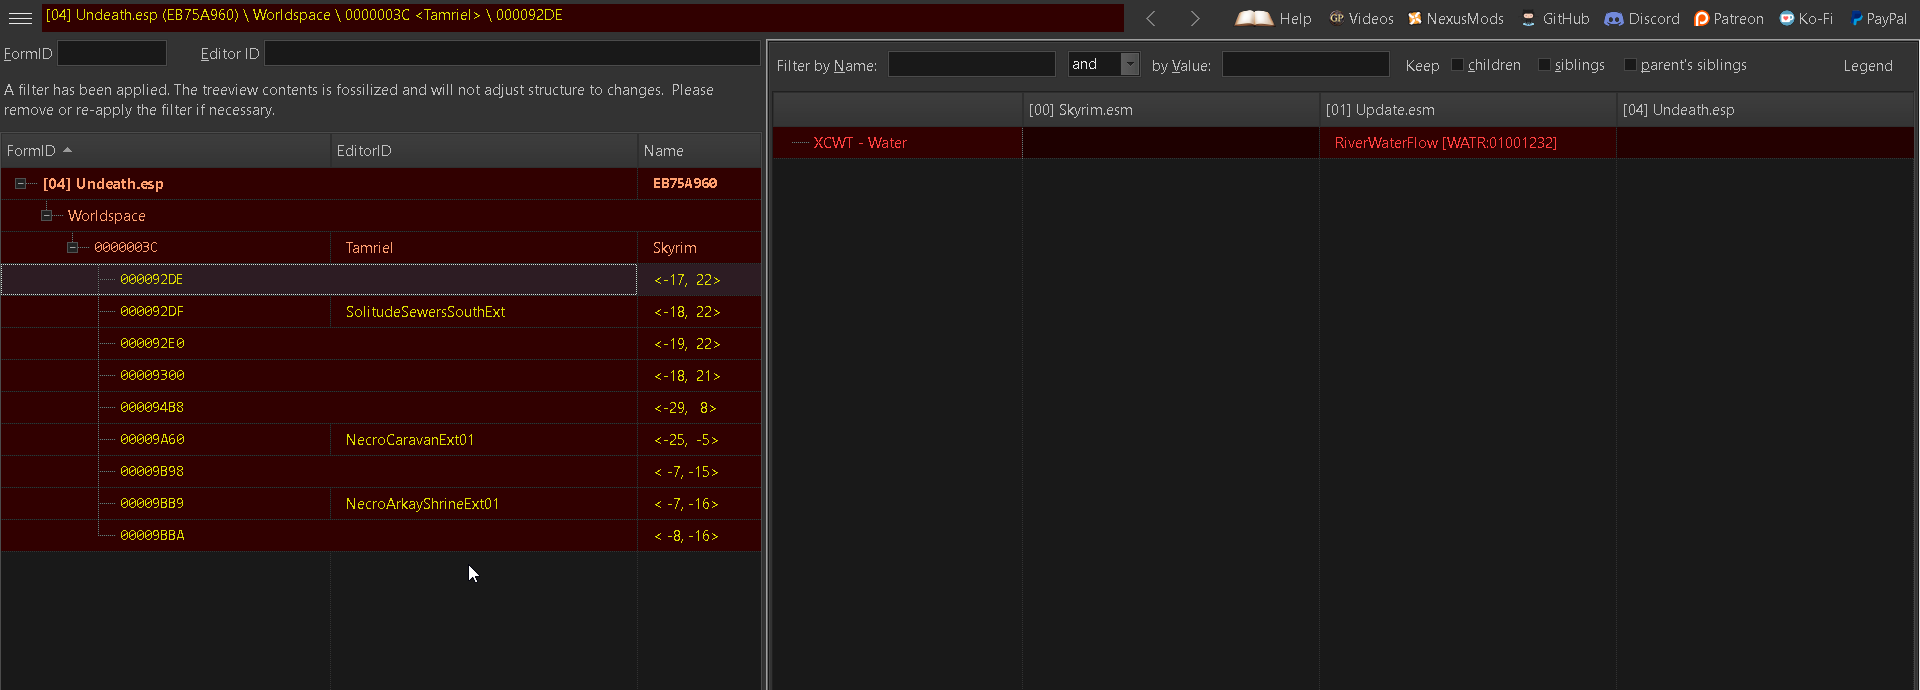 [04] Undeath.esp (EB75A960) \ Worldspace \ 0000003C <Tamriel> \ 000092DE
Help Videos NexusMods GitHub Discord Patreon Ko-Fi PayPal
FormID Editor ID
A filter has been applied. The treeview contents is fossilized and will not adjust structure to changes. Please
remove or re-apply the filter if necessary.
FormID EditorID Name
[04] Undeath.esp EB75A960
Worldspace
0000003C Tamriel Skyrim
000092DE <-17, 22>
000092DF SolitudeSewersSouthExt <-18, 22>
000092E0 <-19, 22>
00009300 <-18, 21>
000094B8 <-29, 8>
00009A60 NecroCaravanExt01 <-25, -5>
00009B98 < -7, -15>
00009BB9 NecroArkayShrineExt01 < -7, -16>
00009BBA < -8, -16>
Filter by Name: and by Value: Keep children siblings parent's siblings Legend
[00] Skyrim.esm [01] Update.esm [04] Undeath.esp
XCWT - Water RiverWaterFlow [WATR:01001232]